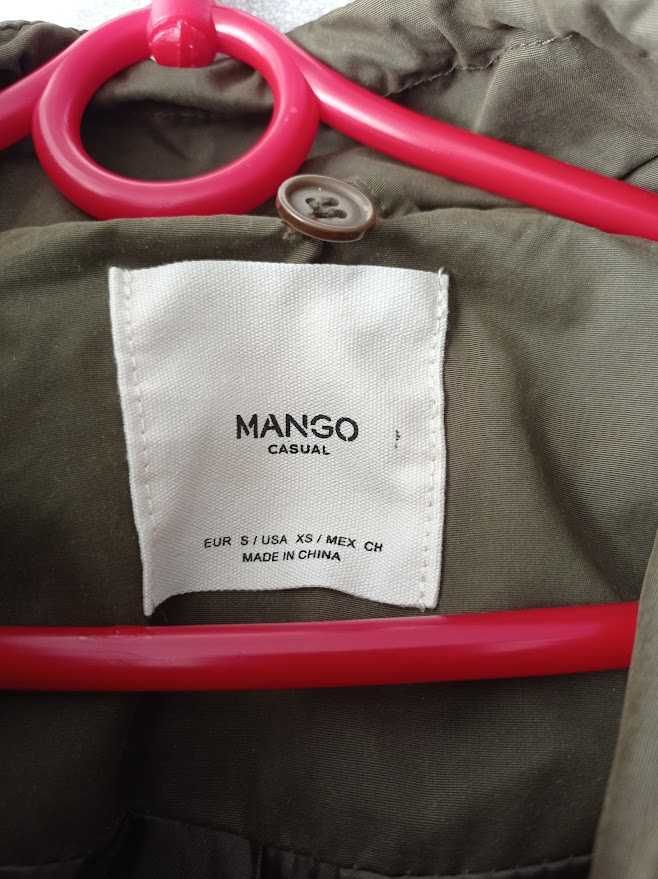 MANGO
CASUAL
EUR S / USA XS / MEX CH
MADE IN CHINA